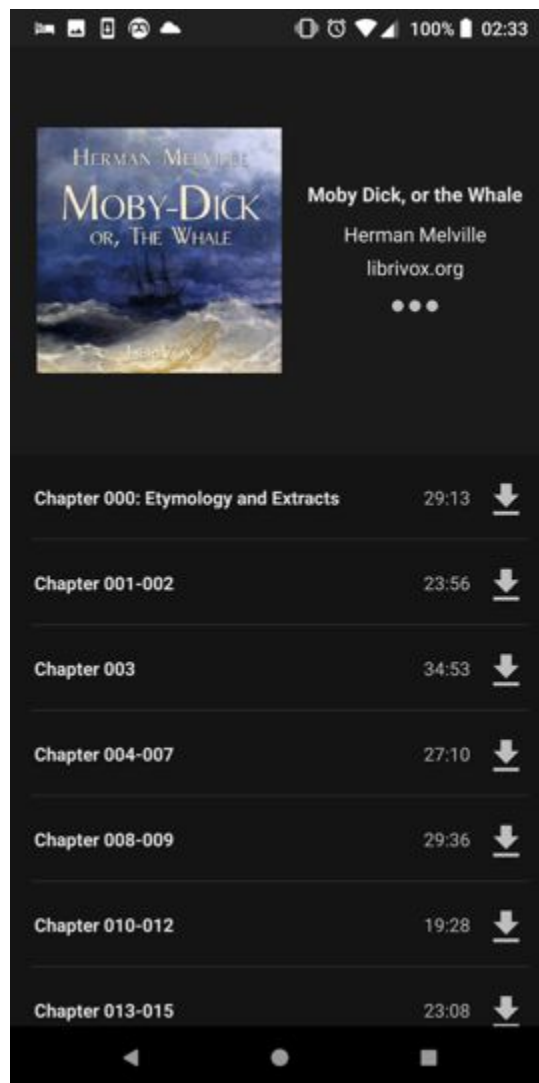 100% 02:33
HERMAN MELVILLE
MOBY-DICK
OR, THE WHALE
LIBRIVOX
Moby Dick, or the Whale
Herman Melville
librivox.org
Chapter 000: Etymology and Extracts 29:13
Chapter 001-002 23:56
Chapter 003 34:53
Chapter 004-007 27:10
Chapter 008-009 29:36
Chapter 010-012 19:28
Chapter 013-015 23:08